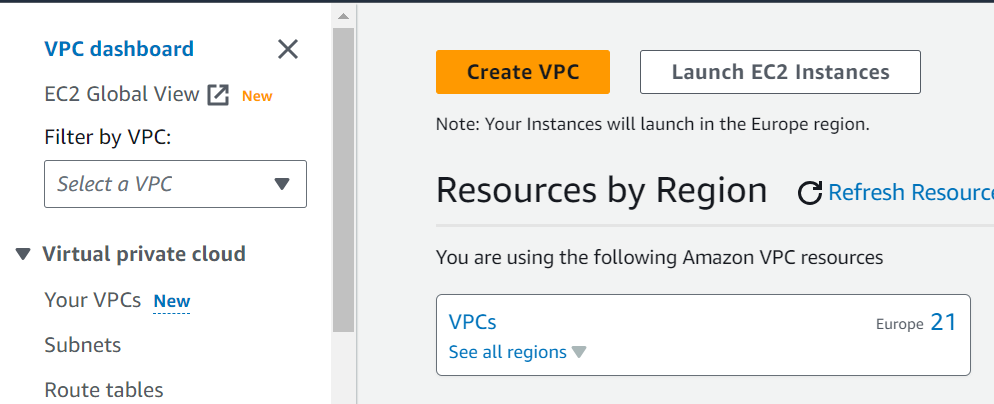 VPC dashboard
EC2 Global View New
Filter by VPC:
Select a VPC
Virtual private cloud
Your VPCs New
Subnets
Route tables
Create VPC
Launch EC2 Instances
Note: Your Instances will launch in the Europe region.
Resources by Region
Refresh Resource
You are using the following Amazon VPC resources
VPCs
Europe 21
See all regions